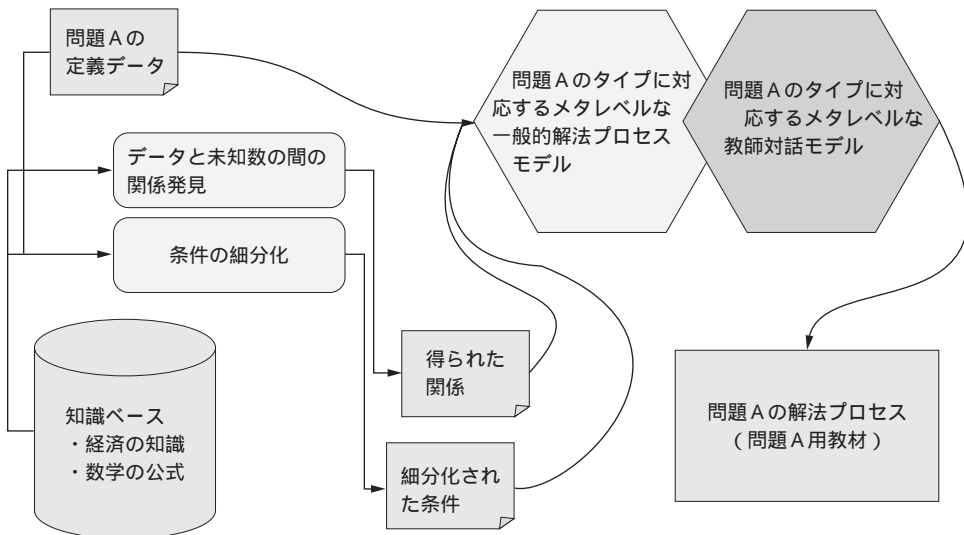 問題Aの
定義データ
データと未知数の間の
関係発見
条件の細分化
知識ベース
・経済の知識
・数学の公式
得られた
関係
細分化され
た条件
問題Aのタイプに対
応するメタレベルな
一般的解法プロセス
モデル
問題Aのタイプに対
応するメタレベルな
教師対話モデル
問題Aの解法プロセス
（問題A用教材）